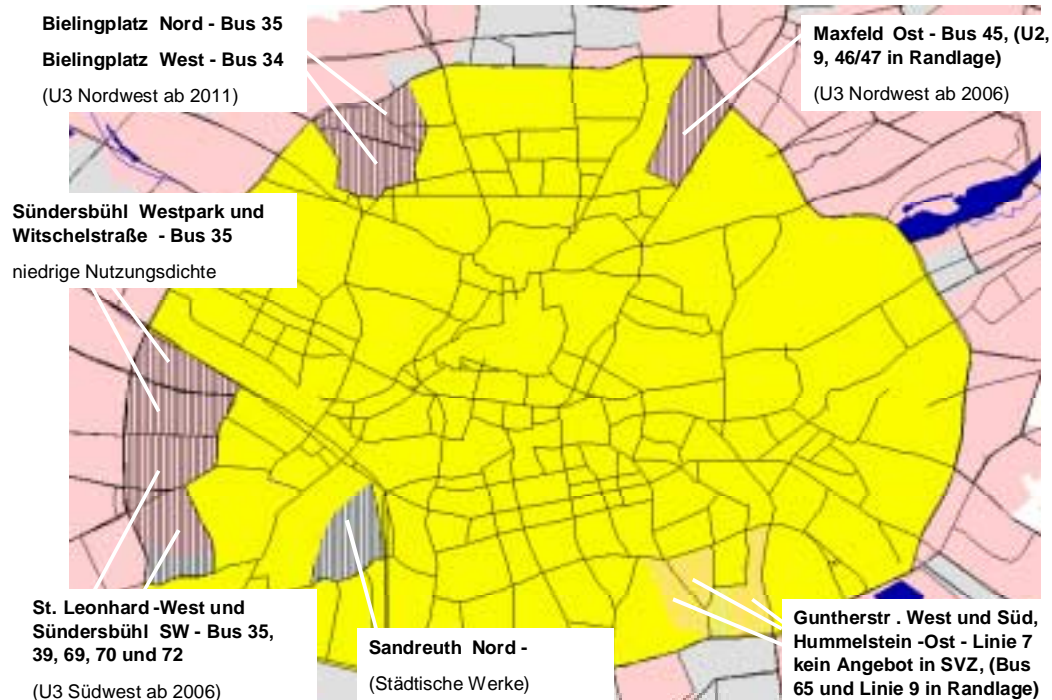 Bielingplatz Nord - Bus 35
Bielingplatz West - Bus 34
(U3 Nordwest ab 2011)
Maxfeld Ost - Bus 45, (U2,
9, 46/47 in Randlage)
(U3 Nordwest ab 2006)
Sündersbühl Westpark und
Witschelstraße - Bus 35
niedrige Nutzungsdichte
St. Leonhard -West und
Sündersbühl SW - Bus 35,
39, 69, 70 und 72
(U3 Südwest ab 2006)
Sandreuth Nord -
(Städtische Werke)
Guntherstr . West und Süd,
Hummelstein -Ost - Linie 7
kein Angebot in SVZ, (Bus
65 und Linie 9 in Randlage)